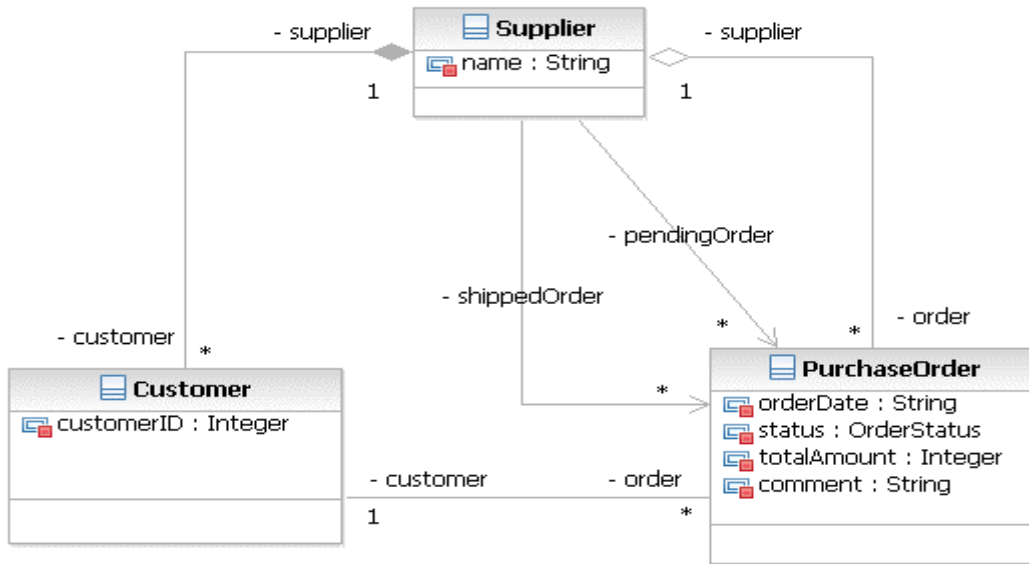 - supplier
Supplier
- supplier
name : String
1
1
- pendingOrder
- shippedOrder
- customer
*
*
*
- order
Customer
customerID : Integer
*
PurchaseOrder
orderDate : String
status : OrderStatus
totalAmount : Integer
comment : String
- customer
- order
1
*